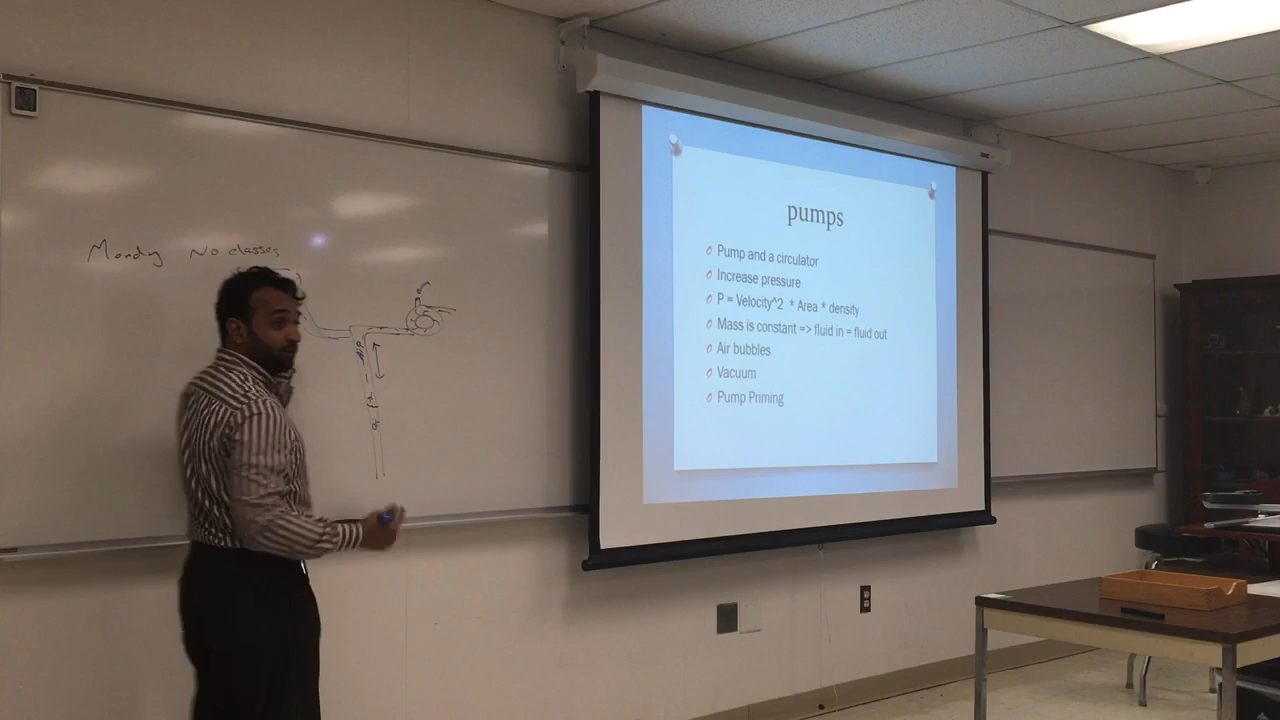 Monday No classes
Air
pumps
Pump and a circulator
Increase pressure
P = Velocity^2 * Area * density
Mass is constant => fluid in = fluid out
Air bubbles
Vacuum
Pump Priming